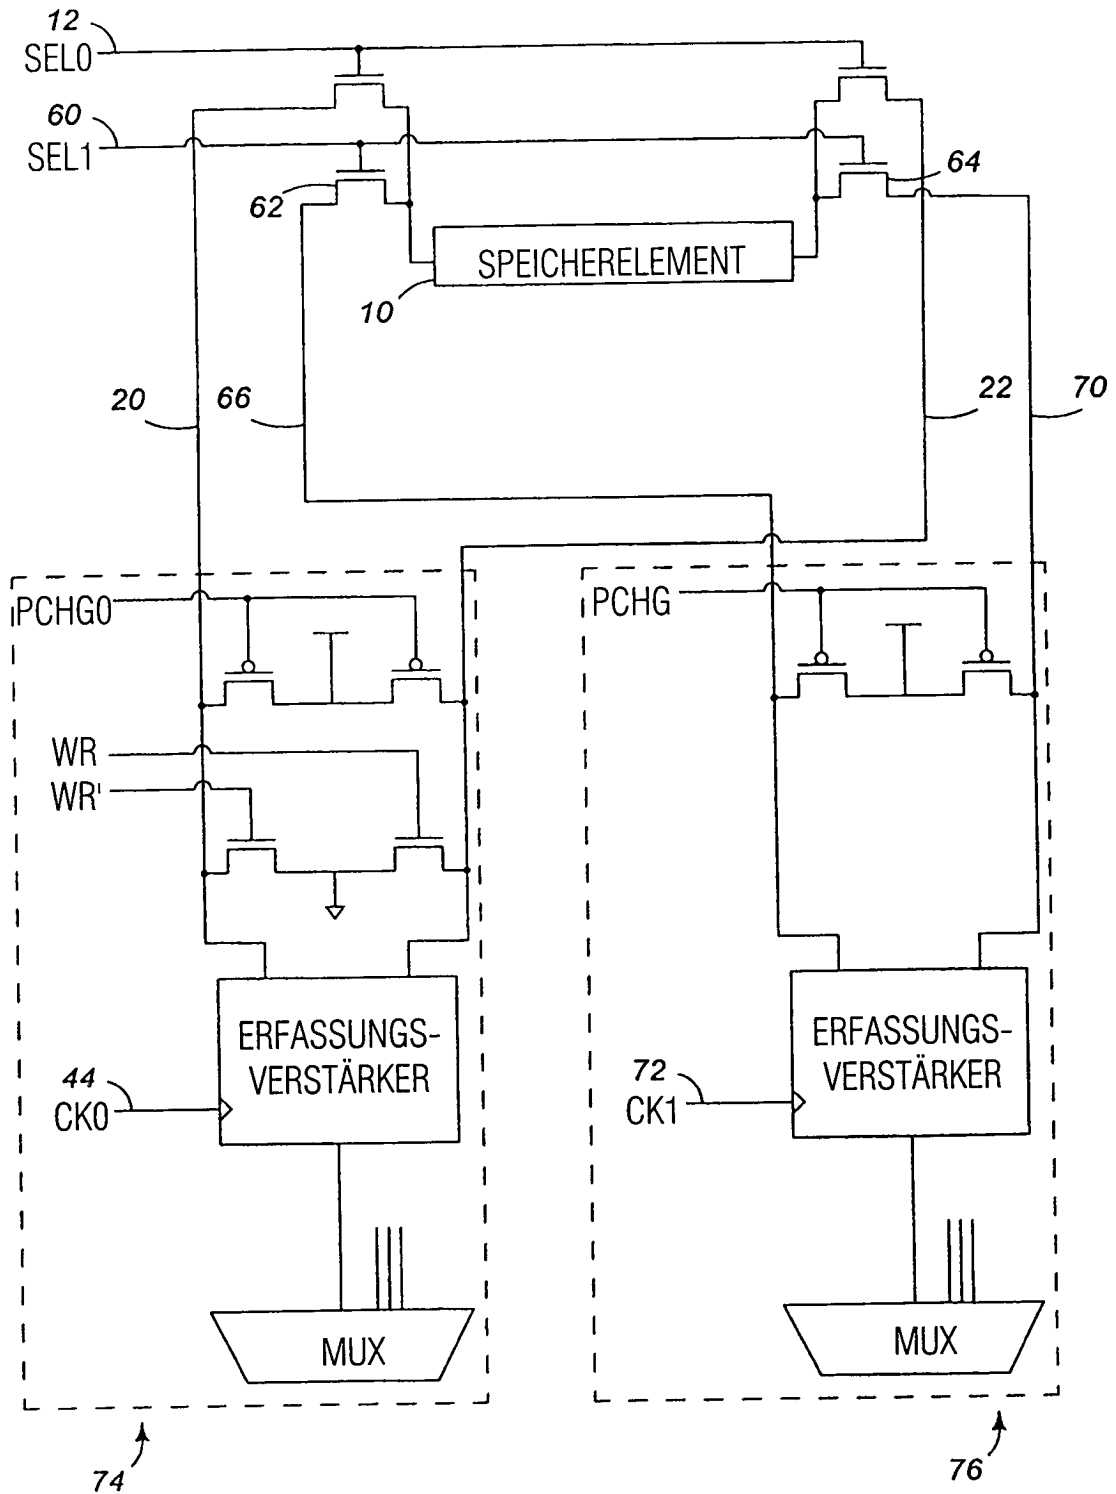 12
SEL0
60
SEL1
62
64
SPEICHERELEMENT
10
20
66
22
70
PCHG0
PCHG
WR
WR'
ERFASSUNGS-
VERSTÄRKER
44
CK0
ERFASSUNGS-
VERSTÄRKER
72
CK1
MUX
MUX
74
76